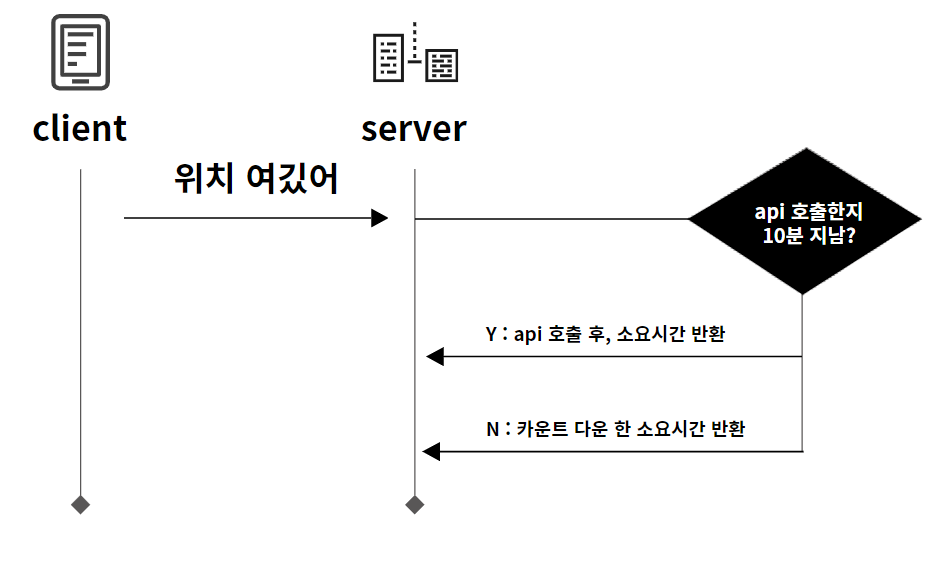 client
server
위치 여깄어
api 호출한지
10분 지남?
Y : api 호출 후, 소요시간 반환
N : 카운트 다운 한 소요시간 반환